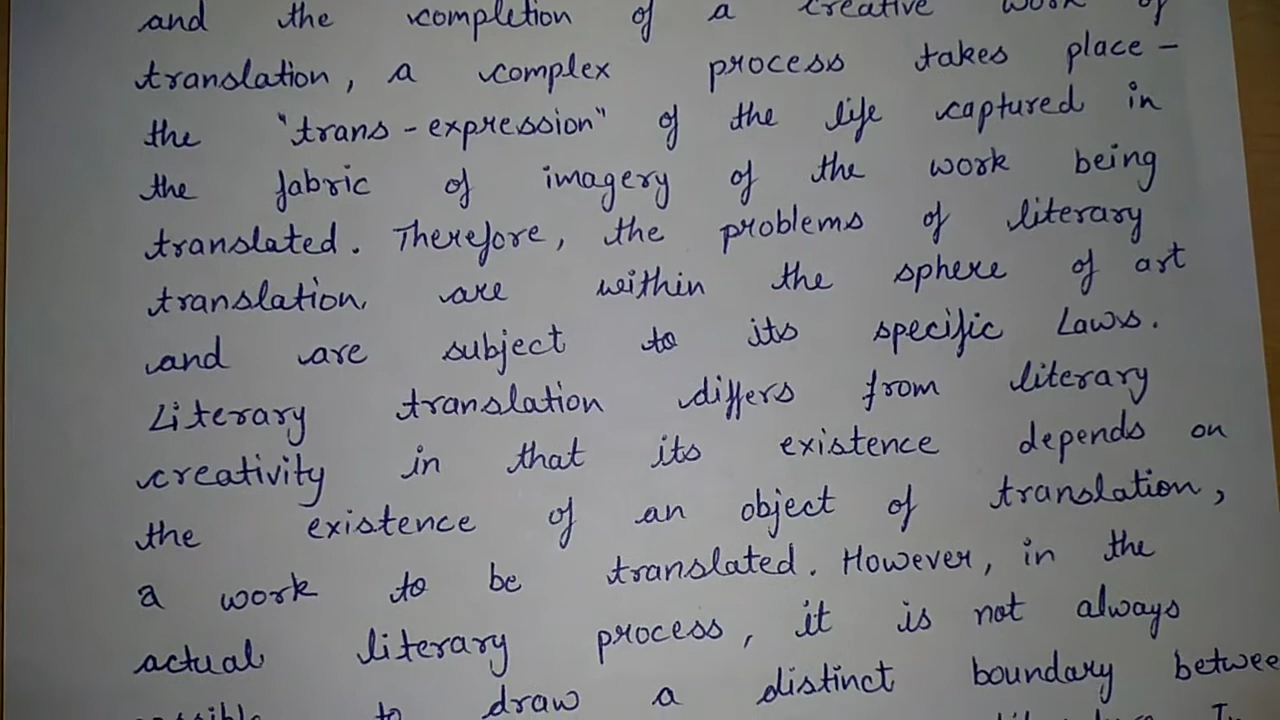 and the completion of a creative work of
translation, a complex process takes place -
the "trans-expression" of the life captured in
the fabric of imagery of the work being
translated. Therefore, the problems of literary
translation are within the sphere of art
and are subject to its specific Laws.
Literary translation differs from literary
creativity in that its existence depends on
the existence of an object of translation,
a work to be translated. However, in the
actual literary process, it is not always
to draw a distinct boundary betwee